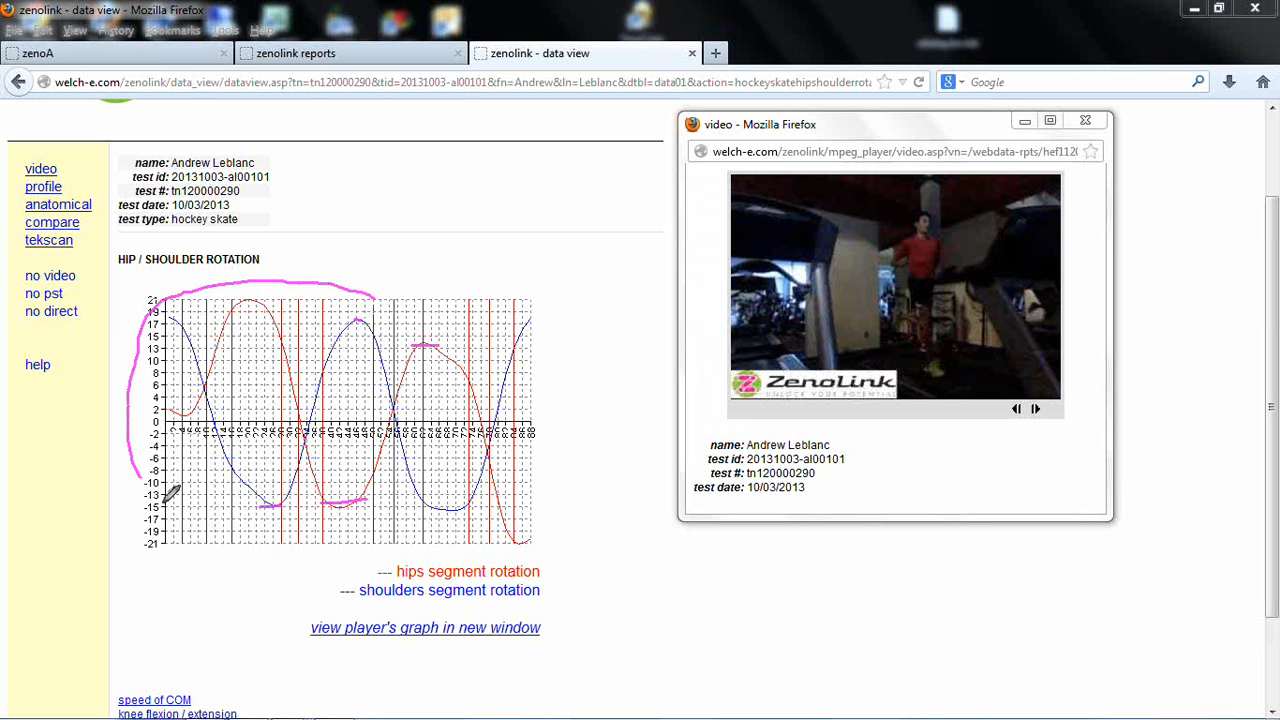 zenolink - data view - Mozilla Firefox
File Edit View History Bookmarks Tools Help
zenoA
zenolink reports
zenolink - data view
welch-e.com/zenolink/data_view/dataview.asp?tn=tn120000290&tid=20131003-al00101&fn=Andrew&ln=Leblanc&dtbl=data01&action=hockeyskatehipshoulderrota
Google
video
profile
anatomical
compare
tekscan
no video
no pst
no direct
help
name: Andrew Leblanc
test id: 20131003-al00101
test #: tn120000290
test date: 10/03/2013
test type: hockey skate
HIP / SHOULDER ROTATION
21
19
17
15
13
10
8
6
4
2
0
-2
-4
-6
-8
-10
-13
-15
-17
-19
-21
--- hips segment rotation
--- shoulders segment rotation
view player's graph in new window
speed of COM
knee flexion / extension
video - Mozilla Firefox
welch-e.com/zenolink/mpeg_player/video.asp?vn=/webdata-rpts/hef1120
ZENOLINK
UNLOCK YOUR POTENTIAL
name: Andrew Leblanc
test id: 20131003-al00101
test #: tn120000290
test date: 10/03/2013